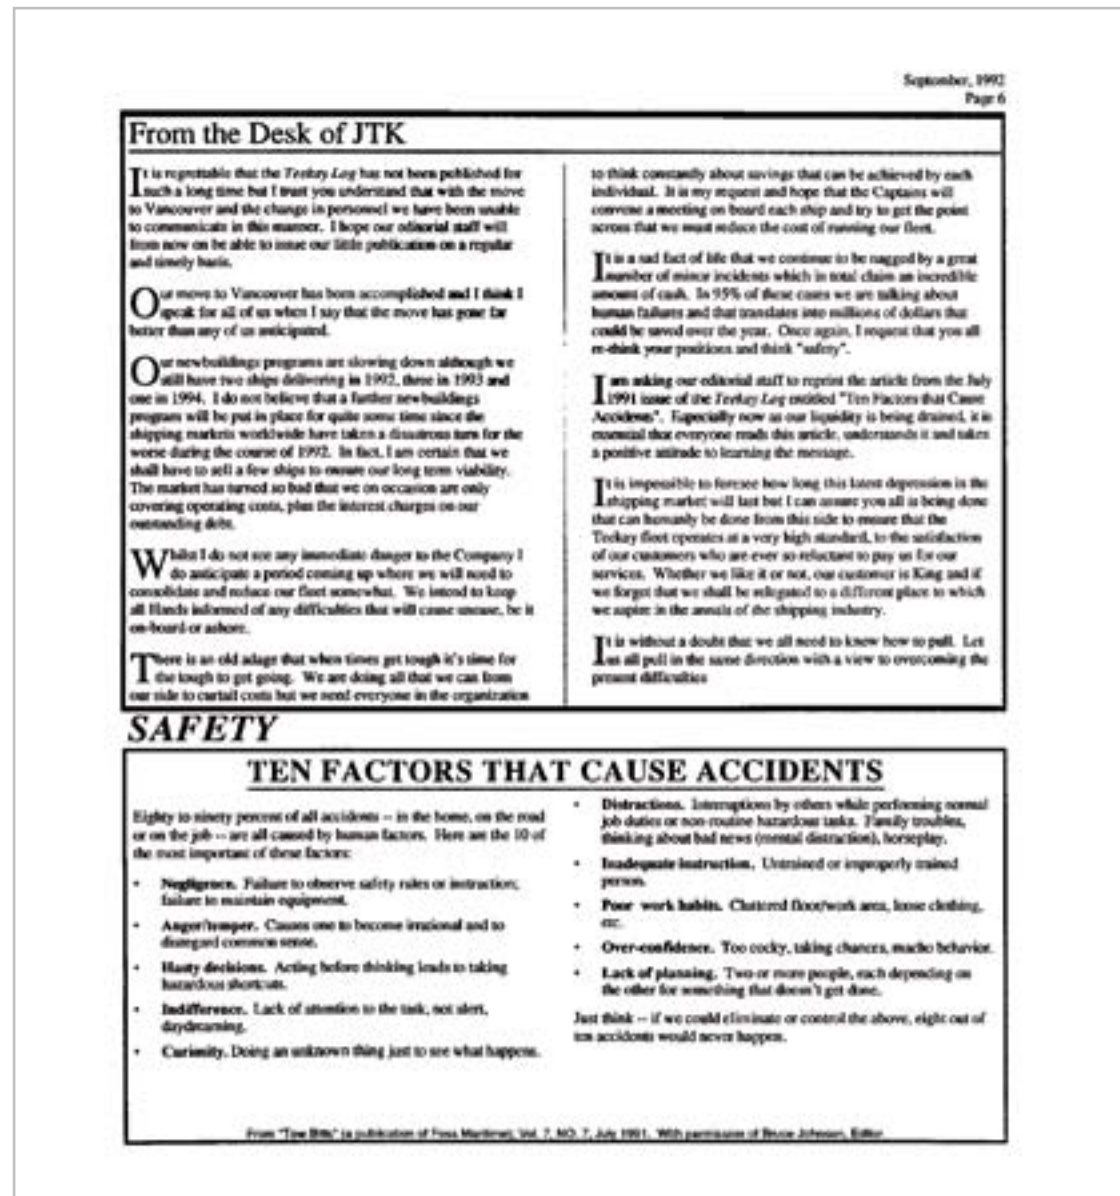 September, 1992
Page 6
From the Desk of JTK
It is regrettable that the Teekay Log has not been published for
such a long time but I trust you understand that with the move
to Vancouver and the change in personnel we have been unable
to communicate in this manner. I hope our editorial staff will
from now on be able to issue our little publication on a regular
and timely basis.
Our move to Vancouver has been accomplished and I think I
speak for all of us when I say that the move has gone far
better than any of us anticipated.
Our newbuildings programs are slowing down although we
still have two ships delivering in 1992, three in 1993 and
one in 1994. I do not believe that a further newbuildings
program will be put in place for quite some time since the
shipping markets worldwide have taken a disastrous turn for the
worse during the course of 1992. In fact, I am certain that we
shall have to sell a few ships to ensure our long term viability.
The market has turned so bad that we on occasion are only
covering operating costs, plus the interest charges on our
outstanding debt.
Whilst I do not see any immediate danger to the Company I
do anticipate a period coming up where we will need to
consolidate and reduce our fleet somewhat. We intend to keep
all Hands informed of any difficulties that will cause unease, be it
on-board or ashore.
There is an old adage that when times get tough it's time for
the tough to get going. We are doing all that we can from
our side to curtail costs but we need everyone in the organization
to think constantly about savings that can be achieved by each
individual. It is my request and hope that the Captains will
convene a meeting on board each ship and try to get the point
across that we must reduce the cost of running our fleet.
It is a sad fact of life that we continue to be nagged by a great
number of minor incidents which in total claim an incredible
amount of cash. In 95% of these cases we are talking about
human failures and that translates into millions of dollars that
could be saved over the year. Once again, I request that you all
re-think your positions and think "safety".
I am asking our editorial staff to reprint the article from the July
1991 issue of the Teekay Log entitled "Ten Factors that Cause
Accidents". Especially now as our liquidity is being drained, it is
essential that everyone reads this article, understands it and takes
a positive attitude to learning the message.
It is impossible to foresee how long this latest depression in the
shipping market will last but I can assure you all is being done
that can humanly be done from this side to ensure that the
Teekay fleet operates at a very high standard, to the satisfaction
of our customers who are ever so reluctant to pay us for our
services. Whether we like it or not, our customer is King and if
we forget that we shall be relegated to a different place to which
we aspire in the annals of the shipping industry.
It is without a doubt that we all need to know how to pull. Let
us all pull in the same direction with a view to overcoming the
present difficulties
SAFETY
TEN FACTORS THAT CAUSE ACCIDENTS
Eighty to ninety percent of all accidents -- in the home, on the road
or on the job -- are all caused by human factors. Here are the 10 of
the most important of these factors:
• Negligence. Failure to observe safety rules or instruction;
failure to maintain equipment.
• Anger/temper. Causes one to become irrational and to
disregard common sense.
• Hasty decisions. Acting before thinking leads to taking
hazardous shortcuts.
• Indifference. Lack of attention to the task, not alert,
daydreaming.
• Curiosity. Doing an unknown thing just to see what happens.
• Distractions. Interruptions by others while performing normal
job duties or non-routine hazardous tasks. Family troubles,
thinking about bad news (mental distraction), horseplay.
• Inadequate instruction. Untrained or improperly trained
person.
• Poor work habits. Cluttered floor/work area, loose clothing,
etc.
• Over-confidence. Too cocky, taking chances, macho behavior.
• Lack of planning. Two or more people, each depending on
the other for something that doesn't get done.
Just think -- if we could eliminate or control the above, eight out of
ten accidents would never happen.
From "Tow Bitts" (a publication of Foss Maritime), Vol. 7, NO. 7, July 1991. With permission of Bruce Johnson, Editor.